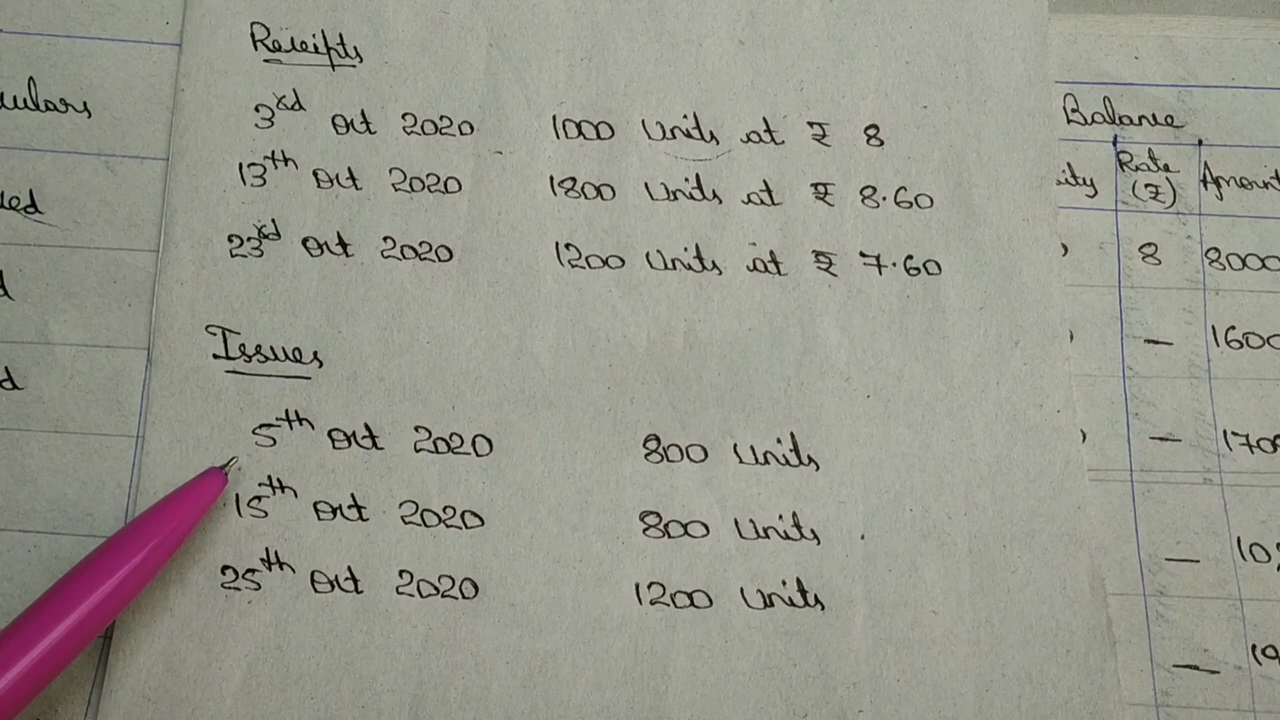 Receipts
3rd Oct 2020 1000 Units at ₹ 8
13th Oct 2020 1800 Units at ₹ 8.60
23rd Oct 2020 1200 Units at ₹ 7.60
Issues
5th Oct 2020 800 Units
15th Oct 2020 800 Units
25th Oct 2020 1200 Units
Balance
Rate
(₹)
Amount
8 8000
— 1600
—
—
—